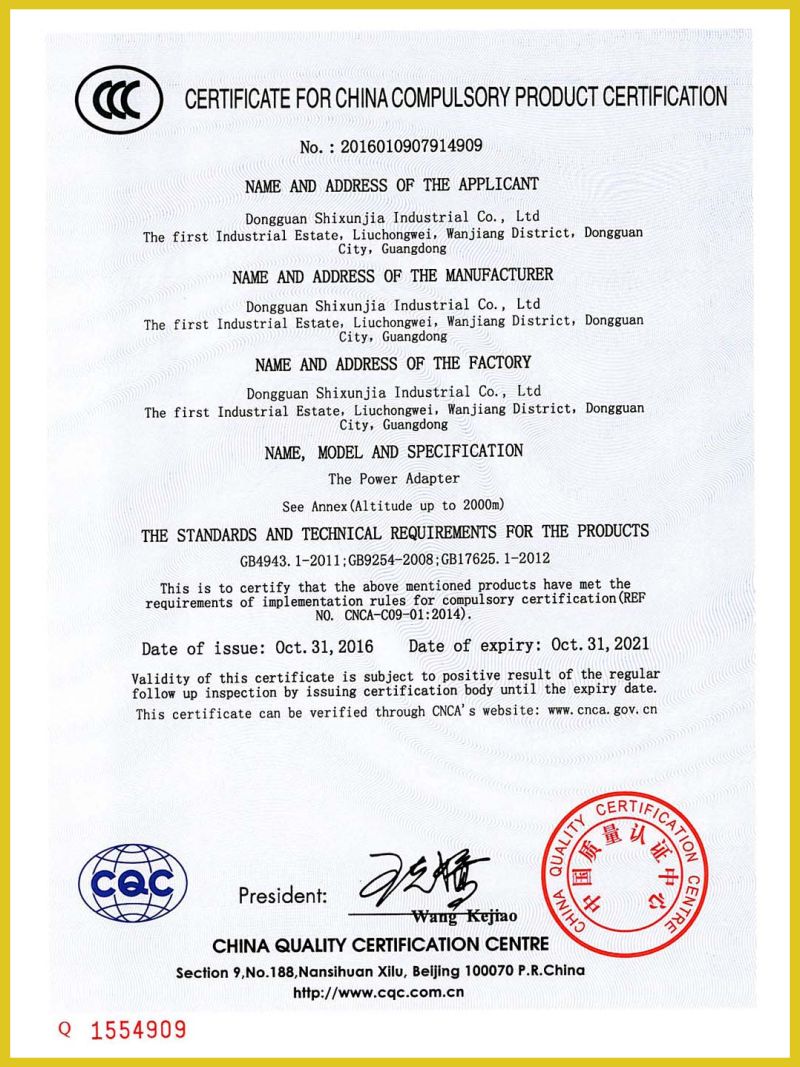 CCC
CERTIFICATE FOR CHINA COMPULSORY PRODUCT CERTIFICATION
No. : 2016010907914909
NAME AND ADDRESS OF THE APPLICANT
Dongguan Shixunjia Industrial Co., Ltd
The first Industrial Estate, Liuchongwei, Wanjiang District, Dongguan
City, Guangdong
NAME AND ADDRESS OF THE MANUFACTURER
Dongguan Shixunjia Industrial Co., Ltd
The first Industrial Estate, Liuchongwei, Wanjiang District, Dongguan
City, Guangdong
NAME AND ADDRESS OF THE FACTORY
Dongguan Shixunjia Industrial Co., Ltd
The first Industrial Estate, Liuchongwei, Wanjiang District, Dongguan
City, Guangdong
NAME, MODEL AND SPECIFICATION
The Power Adapter
See Annex(Altitude up to 2000m)
THE STANDARDS AND TECHNICAL REQUIREMENTS FOR THE PRODUCTS
GB4943.1-2011;GB9254-2008;GB17625.1-2012
This is to certify that the above mentioned products have met the
requirements of implementation rules for compulsory certification(REF
NO. CNCA-C09-01:2014).
Date of issue: Oct.31,2016 Date of expiry: Oct.31,2021
Validity of this certificate is subject to positive result of the regular
follow up inspection by issuing certification body until the expiry date.
This certificate can be verified through CNCA's website: www.cnca.gov.cn
CHINA QUALITY CERTIFICATION CENTRE
中国质量认证中心
CQC
President:
王克娇
Wang Kejiao
CHINA QUALITY CERTIFICATION CENTRE
Section 9,No.188,Nansihuan Xilu, Beijing 100070 P.R.China
http://www.cqc.com.cn
Q 1554909